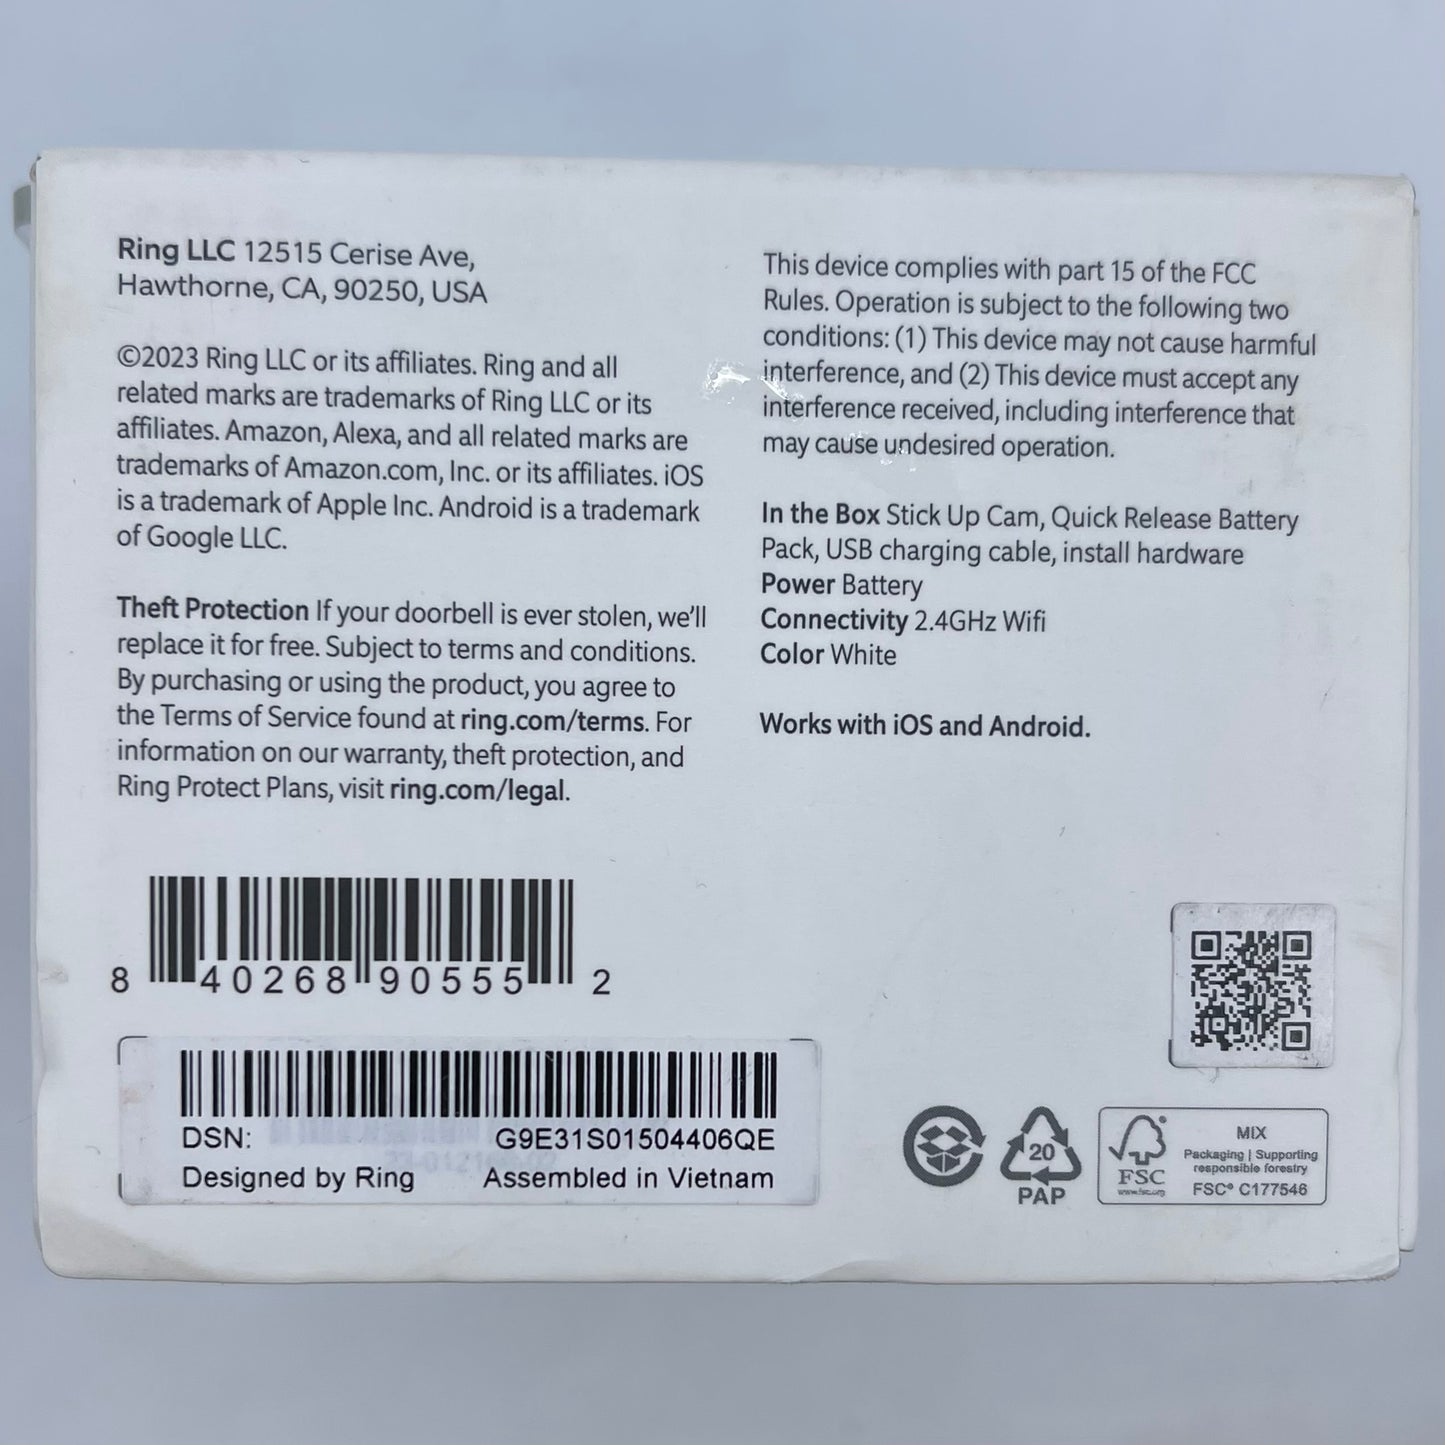 Ring LLC 12515 Cerise Ave,
Hawthorne, CA, 90250, USA
©2023 Ring LLC or its affiliates. Ring and all
related marks are trademarks of Ring LLC or its
affiliates. Amazon, Alexa, and all related marks are
trademarks of Amazon.com, Inc. or its affiliates. iOS
is a trademark of Apple Inc. Android is a trademark
of Google LLC.
Theft Protection If your doorbell is ever stolen, we'll
replace it for free. Subject to terms and conditions.
By purchasing or using the product, you agree to
the Terms of Service found at ring.com/terms. For
information on our warranty, theft protection, and
Ring Protect Plans, visit ring.com/legal.
8 40268 90555 2
DSN: G9E31S01504406QE
Designed by Ring Assembled in Vietnam
This device complies with part 15 of the FCC
Rules. Operation is subject to the following two
conditions: (1) This device may not cause harmful
interference, and (2) This device must accept any
interference received, including interference that
may cause undesired operation.
In the Box Stick Up Cam, Quick Release Battery
Pack, USB charging cable, install hardware
Power Battery
Connectivity 2.4GHz Wifi
Color White
Works with iOS and Android.
20
PAP
FSC
www.fsc.org
MIX
Packaging | Supporting
responsible forestry
FSC® C177546